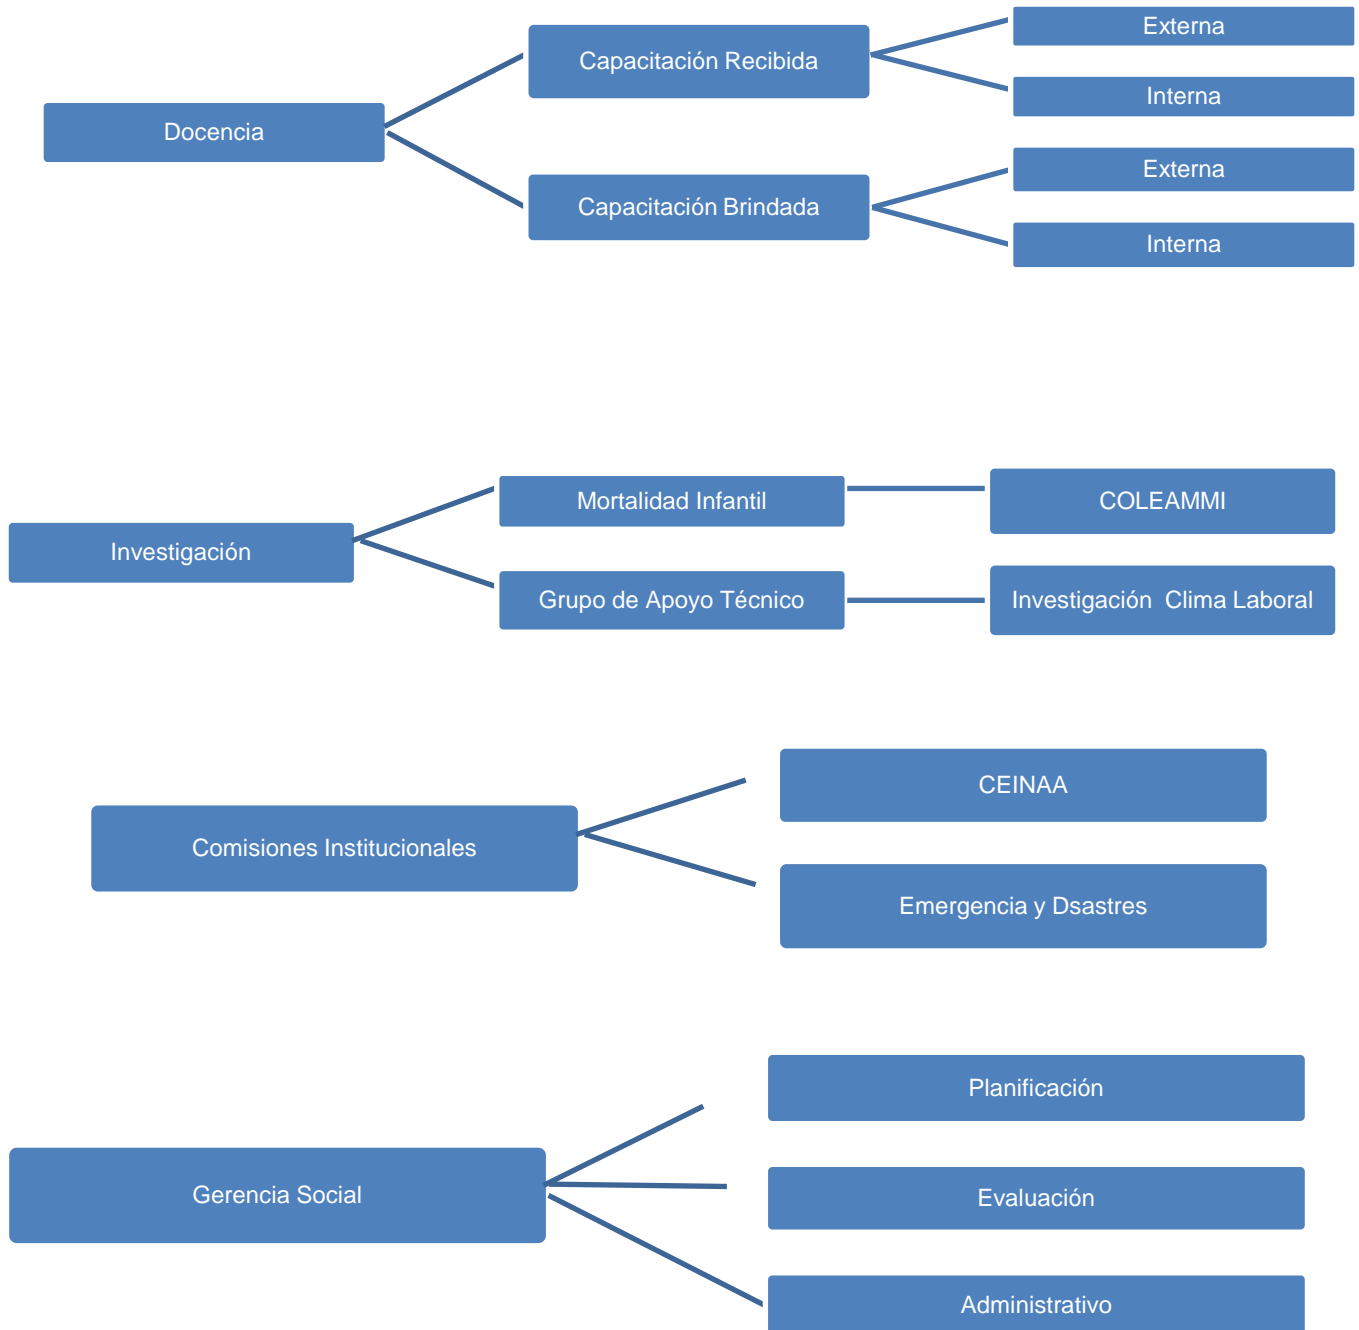 Docencia
Capacitación Recibida
Externa
Interna
Capacitación Brindada
Externa
Interna
Investigación
Mortalidad Infantil
COLEAMMI
Grupo de Apoyo Técnico
Investigación  Clima Laboral
Comisiones Institucionales
CEINAA
Emergencia y Dsastres
Gerencia Social
Planificación
Evaluación
Administrativo